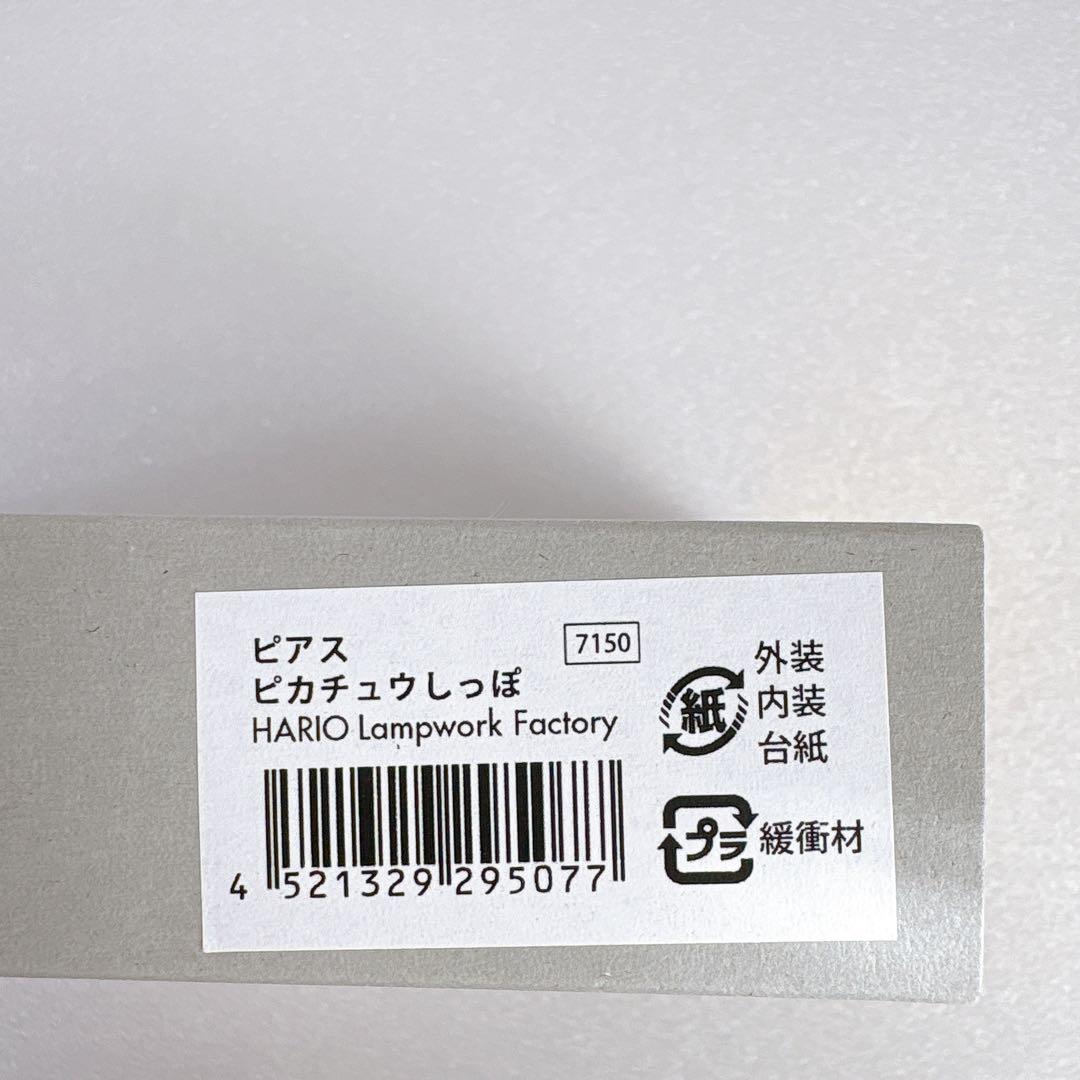 ピアス
7150
ピカチュウしっぽ
HARIO Lampwork Factory
4 521329 295077
紙
外装
内装
台紙
プラ
緩衝材